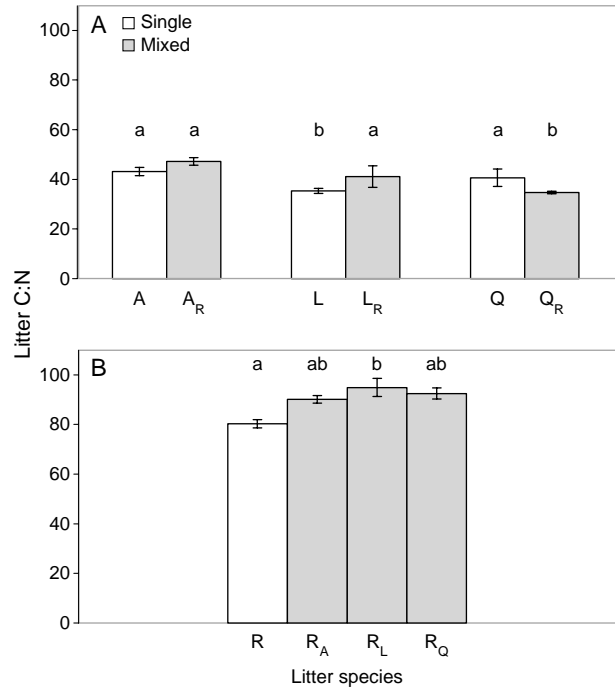 A
Single
Mixed
100
80
60
40
20
0
a a b a a b
A A_R L L_R Q Q_R
Litter C:N
B
100
80
60
40
20
0
a ab b ab
R R_A R_L R_Q
Litter species